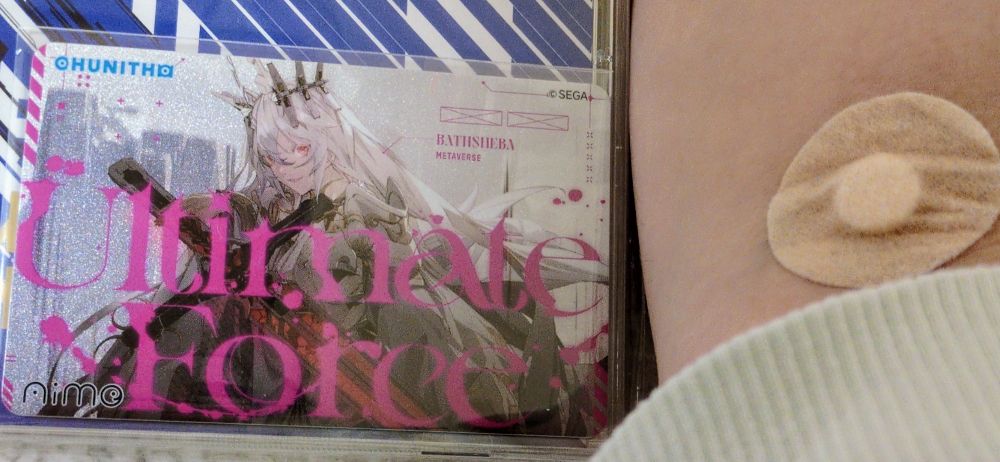 CHUNITHM
© SEGA
BATHSHEBA
METAVERSE
Ultimate
Force
Aime